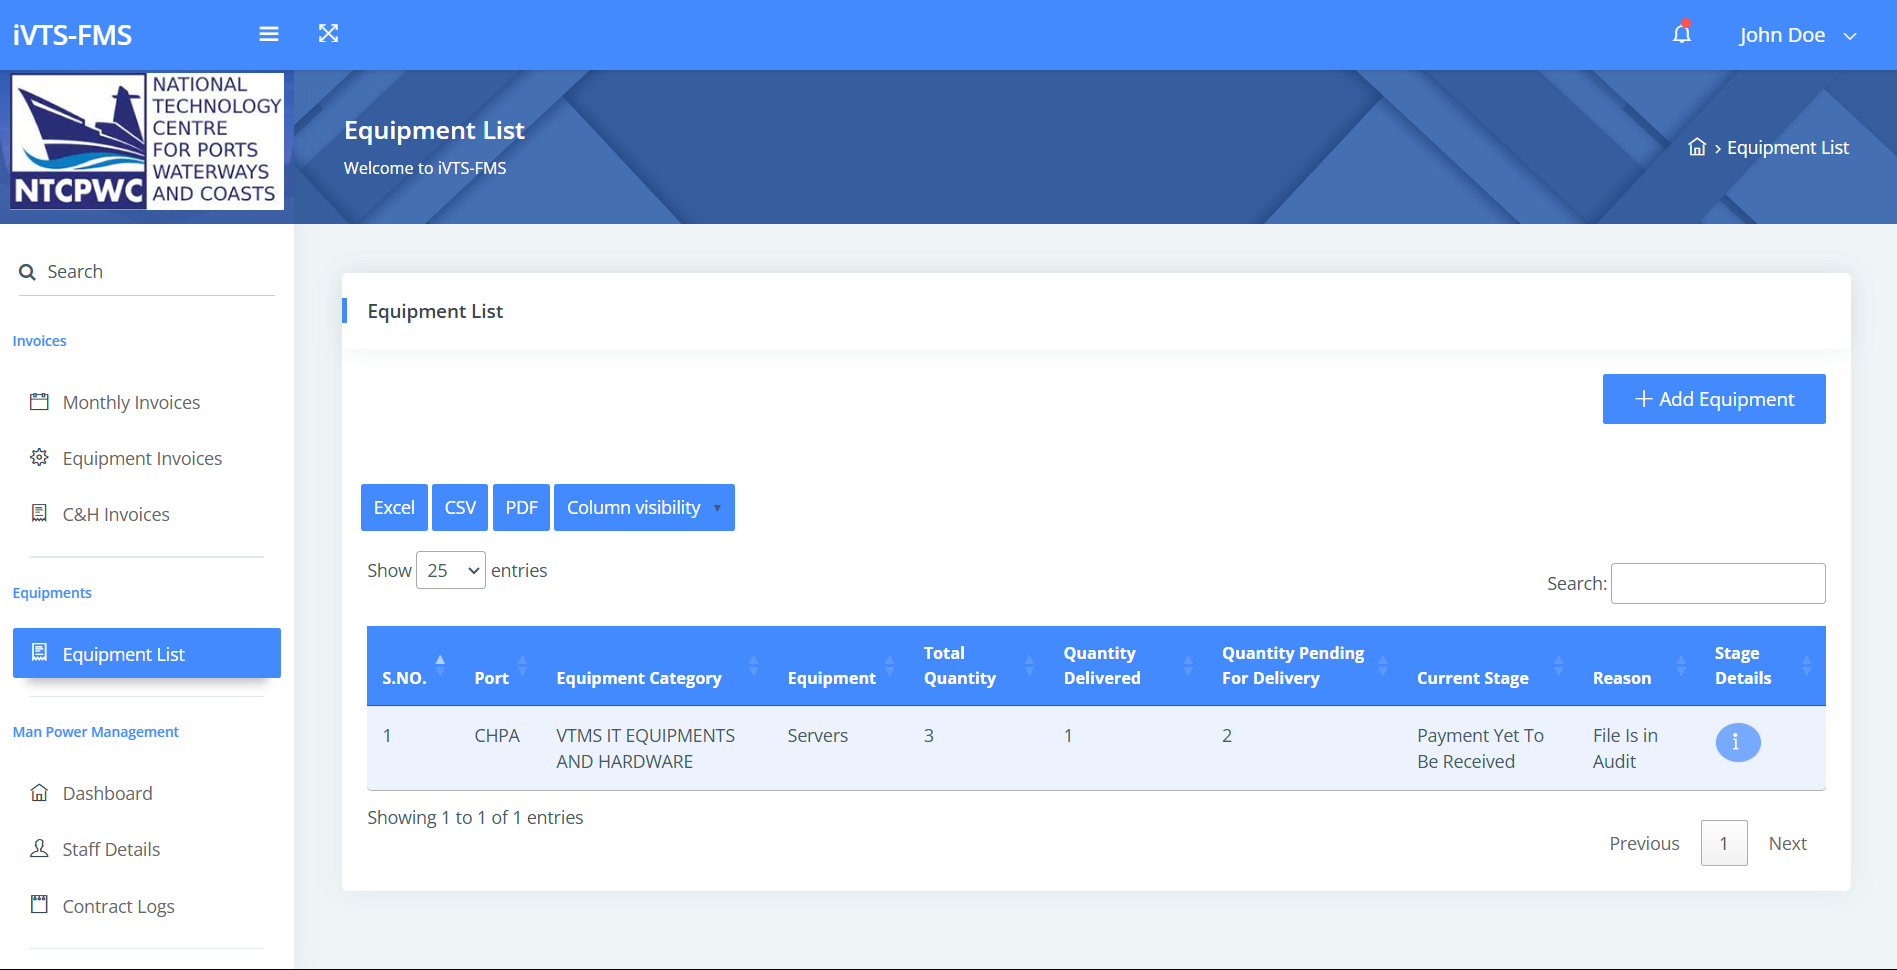 iVTS-FMS
John Doe
NATIONAL
TECHNOLOGY
CENTRE
FOR PORTS
WATERWAYS
AND COASTS
NTCPWC
Equipment List
Welcome to iVTS-FMS
› Equipment List
Search
Invoices
Monthly Invoices
Equipment Invoices
C&H Invoices
Equipments
Equipment List
Man Power Management
Dashboard
Staff Details
Contract Logs
Equipment List
+ Add Equipment
Excel CSV PDF Column visibility
Show 25 entries
Search:
S.NO. Port Equipment Category Equipment Total Quantity Quantity Delivered Quantity Pending For Delivery Current Stage Reason Stage Details
1 CHPA VTMS IT EQUIPMENTS AND HARDWARE Servers 3 1 2 Payment Yet To Be Received File Is in Audit i
Showing 1 to 1 of 1 entries
Previous 1 Next